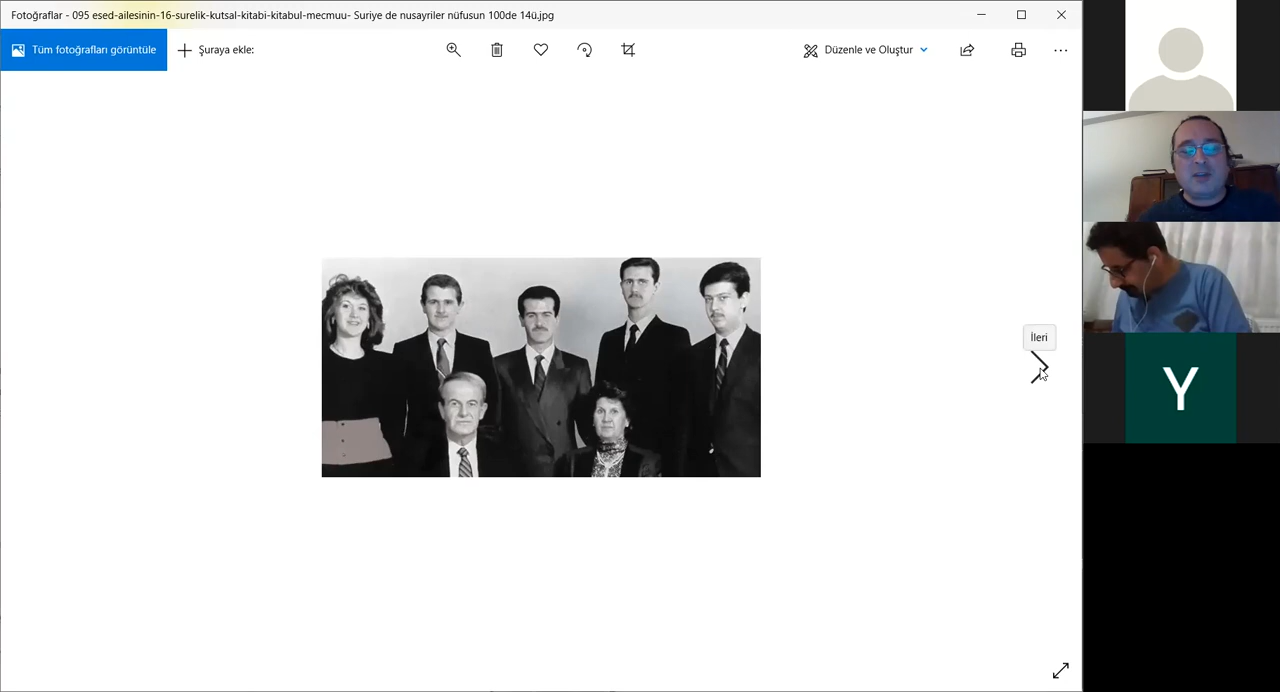 Fotoğraflar - 095 esed-ailesinin-16-surelik-kutsal-kitabi-kitabul-mecmuu- Suriye de nusayriler nüfusun 100de 14ü.jpg
Tüm fotoğrafları görüntüle
Şuraya ekle:
Düzenle ve Oluştur
İleri
Y